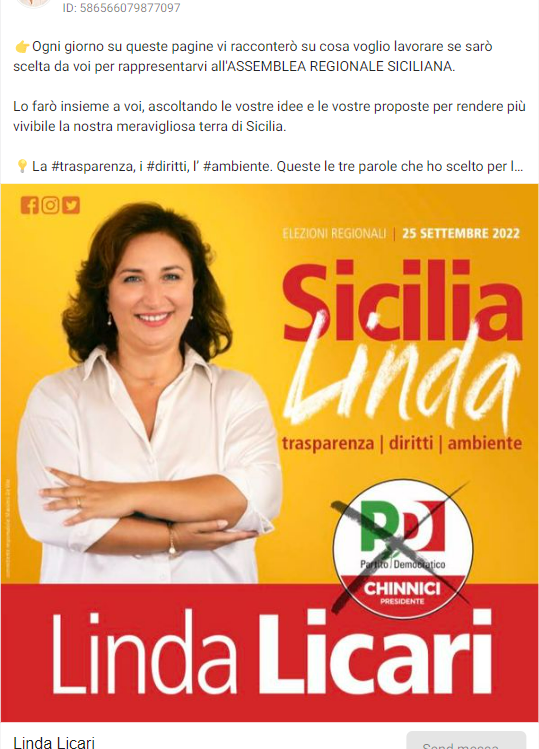 ID: 586566079877097
👉Ogni giorno su queste pagine vi racconterò su cosa voglio lavorare se sarò
scelta da voi per rappresentarvi all'ASSEMBLEA REGIONALE SICILIANA.
Lo farò insieme a voi, ascoltando le vostre idee e le vostre proposte per rendere più
vivibile la nostra meravigliosa terra di Sicilia.
💡 La #trasparenza, i #diritti, l' #ambiente. Queste le tre parole che ho scelto per l...
ELEZIONI REGIONALI | 25 SETTEMBRE 2022
Sicilia
Linda
trasparenza | diritti | ambiente
PD
Partito Democratico
CHINNICI
PRESIDENTE
Linda Licari
Linda Licari